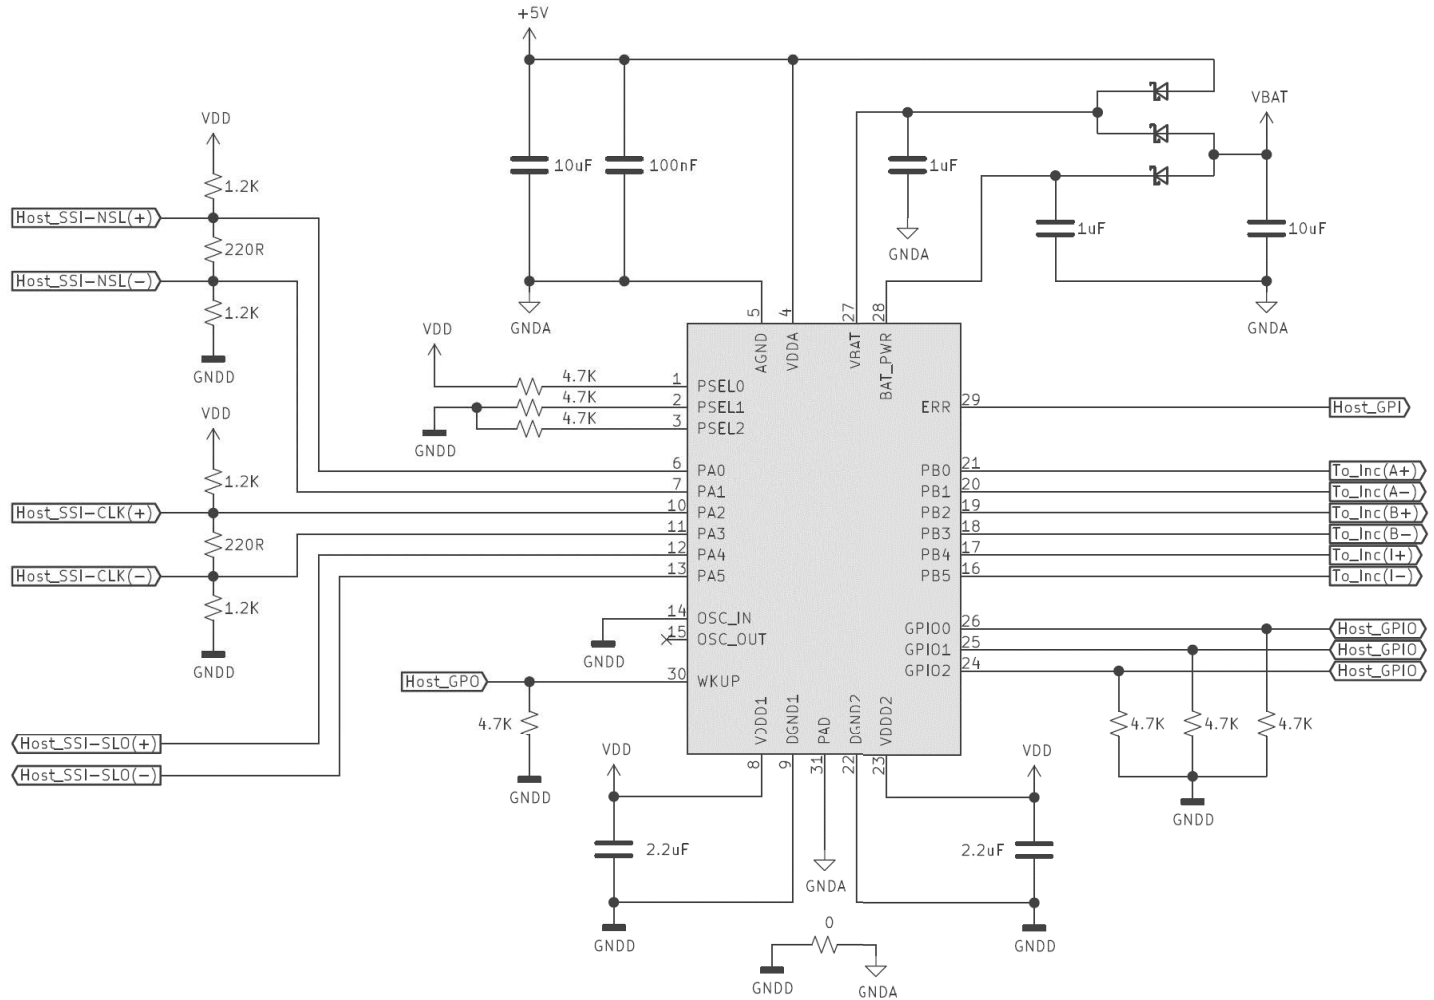 +5V
VDD
VBAT
1.2K
10uF
100nF
1uF
Host_SSI-NSL(+)
220R
1uF
10uF
GNDA
Host_SSI-NSL(-)
1.2K
GNDA
GNDA
GNDD
VDD
5
4
27
28
AGND
VDDA
VBAT
BAT_PWR
4.7K
1
PSEL0
4.7K
2
PSEL1
ERR
29
Host_GPI
4.7K
3
PSEL2
GNDD
VDD
6
PA0
PB0
21
To_Inc(A+)
1.2K
7
PA1
PB1
20
To_Inc(A-)
Host_SSI-CLK(+)
10
PA2
PB2
19
To_Inc(B+)
220R
11
PA3
PB3
18
To_Inc(B-)
12
PA4
PB4
17
To_Inc(I+)
Host_SSI-CLK(-)
13
PA5
PB5
16
To_Inc(I-)
1.2K
14
OSC_IN
GPIO0
26
Host_GPIO
15
OSC_OUT
GPIO1
25
Host_GPIO
GNDD
GNDD
GPIO2
24
Host_GPIO
Host_GPO
30
WKUP
4.7K
VDDD1
DGND1
PAD
DGND2
VDDD2
4.7K
4.7K
4.7K
Host_SSI-SLO(+)
Host_SSI-SLO(-)
VDD
8
9
31
22
23
VDD
GNDD
GNDD
2.2uF
2.2uF
GNDA
0
GNDD
GNDD
GNDD
GNDA